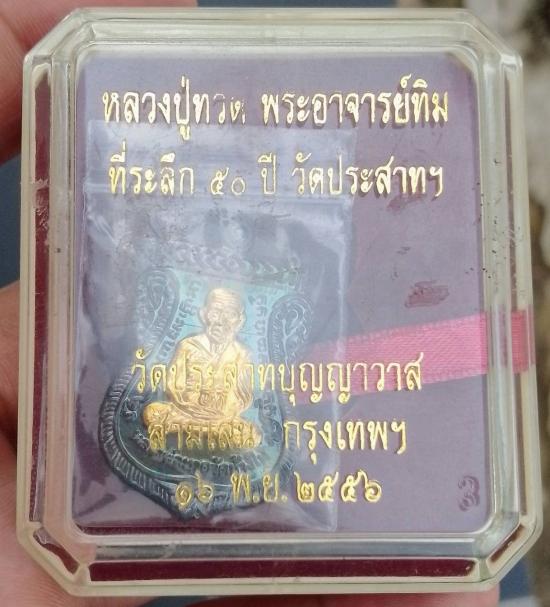 หลวงปู่ทวด พระอาจารย์ทิม
ที่ระลึก ๕๐ ปี วัดประสาทฯ
วัดประสาทบุญญาวาส
สามเสน กรุงเทพฯ
๑๖ พ.ย. ๒๕๕๖